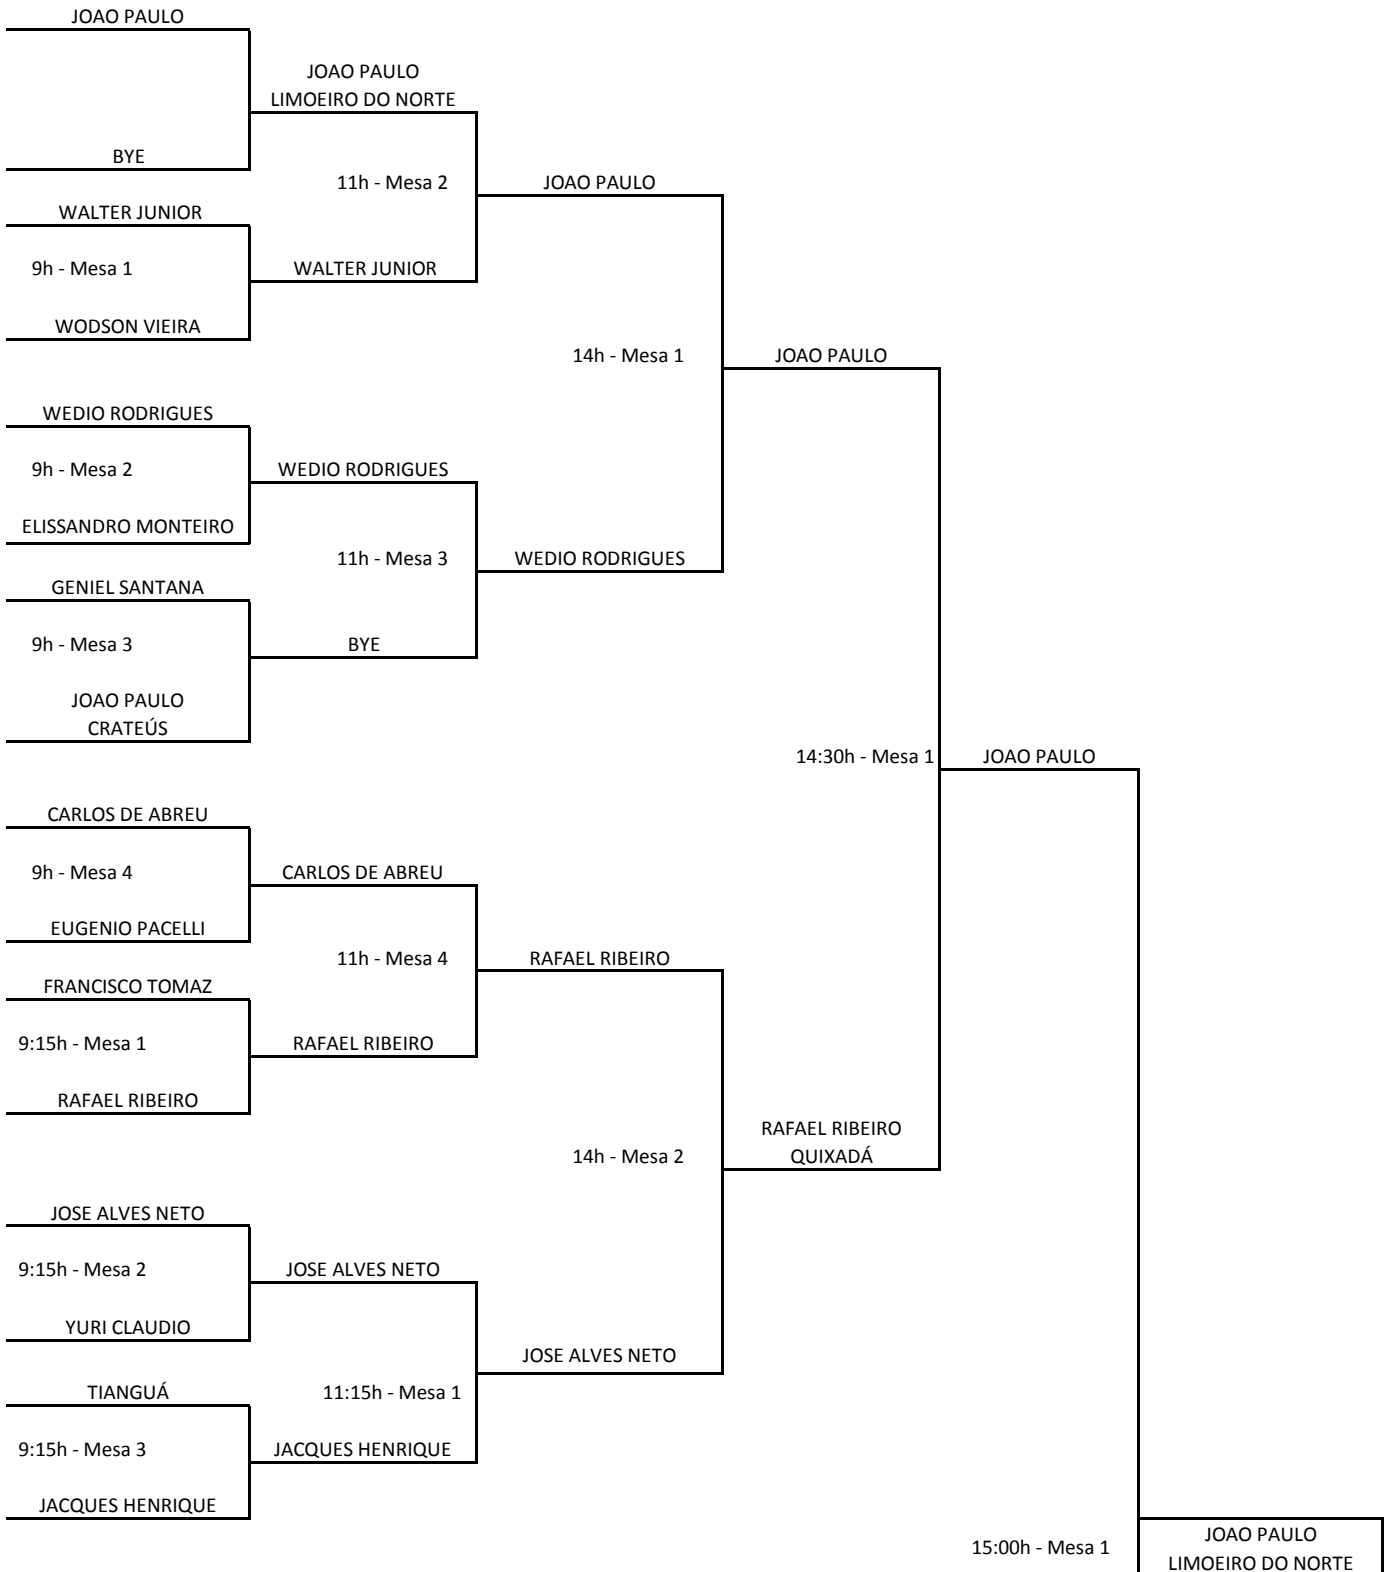 JOAO PAULO
JOAO PAULO
LIMOEIRO DO NORTE
BYE
11h - Mesa 2
JOAO PAULO
WALTER JUNIOR
9h - Mesa 1
WALTER JUNIOR
WODSON VIEIRA
14h - Mesa 1
JOAO PAULO
WEDIO RODRIGUES
9h - Mesa 2
WEDIO RODRIGUES
ELISSANDRO MONTEIRO
11h - Mesa 3
WEDIO RODRIGUES
GENIEL SANTANA
9h - Mesa 3
BYE
JOAO PAULO
CRATEÚS
14:30h - Mesa 1
JOAO PAULO
CARLOS DE ABREU
9h - Mesa 4
CARLOS DE ABREU
EUGENIO PACELLI
11h - Mesa 4
RAFAEL RIBEIRO
FRANCISCO TOMAZ
9:15h - Mesa 1
RAFAEL RIBEIRO
RAFAEL RIBEIRO
14h - Mesa 2
RAFAEL RIBEIRO
QUIXADÁ
JOSE ALVES NETO
9:15h - Mesa 2
JOSE ALVES NETO
YURI CLAUDIO
JOSE ALVES NETO
TIANGUÁ
11:15h - Mesa 1
9:15h - Mesa 3
JACQUES HENRIQUE
JACQUES HENRIQUE
15:00h - Mesa 1
JOAO PAULO
LIMOEIRO DO NORTE